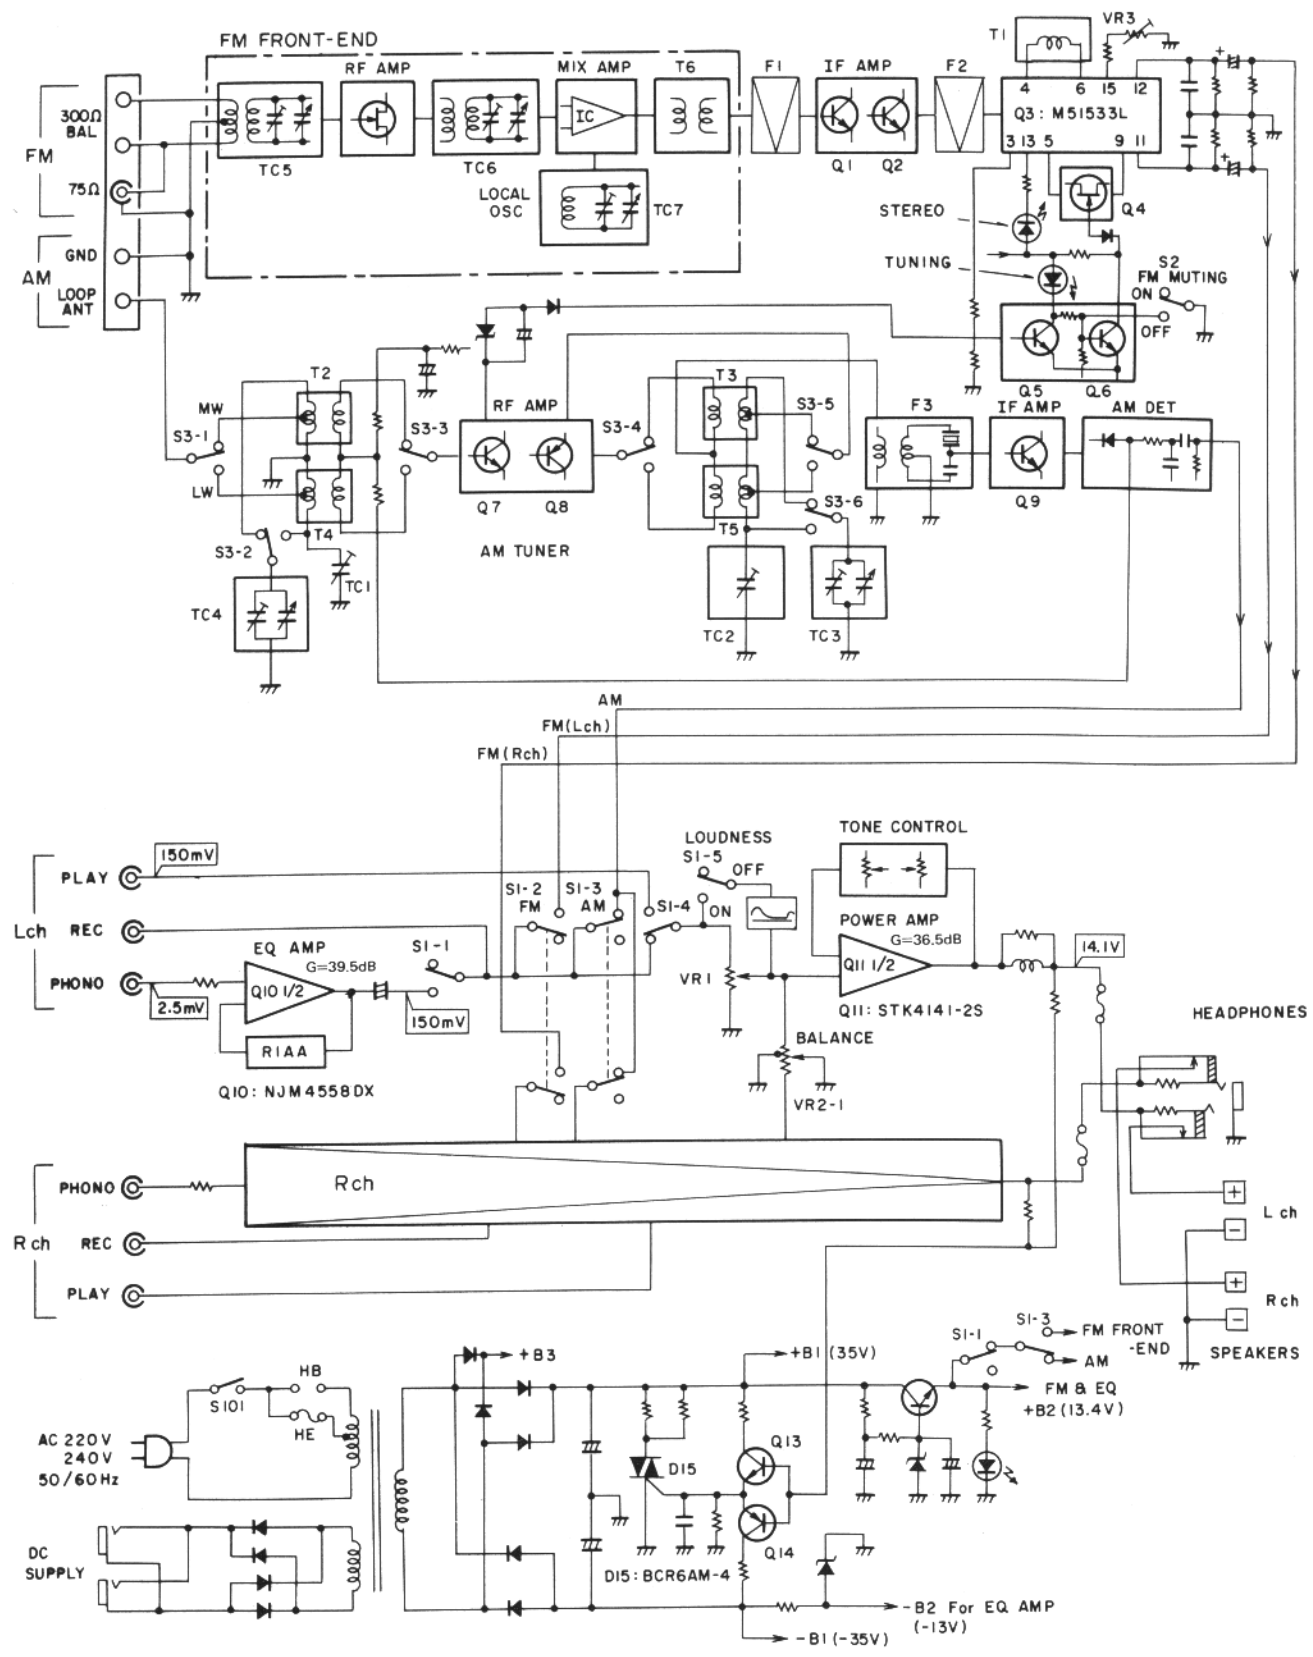 FM FRONT-END
RF AMP
MIX AMP
T6
F1
IF AMP
F2
T1
VR3
4 6 15 12
Q3: M51533L
3 13 5 9 11
FM
300Ω
BAL
75Ω
AM
GND
LOOP
ANT
TC5
TC6
IC
LOCAL
OSC
TC7
Q1 Q2
Q4
STEREO
TUNING
S2
FM MUTING
ON
OFF
Q5 Q6
T2
MW
S3-1
LW
S3-3
T4
S3-2
TC1
TC4
RF AMP
Q7 Q8
AM TUNER
S3-4
T3
S3-5
T5
S3-6
TC2
TC3
F3
IF AMP
Q9
AM DET
AM
FM(Lch)
FM(Rch)
Lch
PLAY
150mV
REC
PHONO
2.5mV
EQ AMP
G=39.5dB
Q10 1/2
RIAA
Q10: NJM4558DX
S1-1
150mV
S1-2
FM
S1-3
AM
S1-4
LOUDNESS
S1-5
OFF
ON
VR1
BALANCE
VR2-1
TONE CONTROL
POWER AMP
G=36.5dB
Q11 1/2
Q11: STK4141-2S
14.1V
HEADPHONES
Rch
Rch
PHONO
REC
PLAY
+
L ch
−
+
Rch
−
SPEAKERS
S1-1
S1-3
FM FRONT
-END
AM
FM & EQ
+B2 (13.4V)
+B3
+B1 (35V)
S101
HB
HE
AC 220V
240V
50/60Hz
DC
SUPPLY
D15
Q13
Q14
D15: BCR6AM-4
-B2 For EQ AMP
(-13V)
-B1 (-35V)